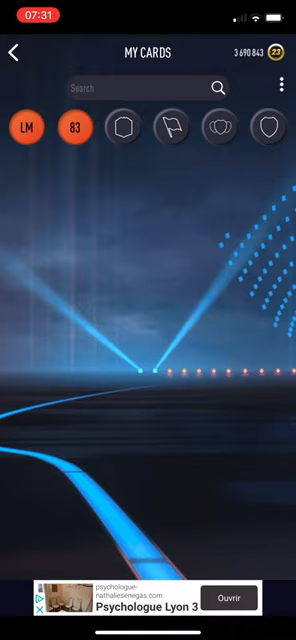 07:31
MY CARDS
3 690 843
23
Search
LM
83
psychologue-
nathaliesenegas.com
Psychologue Lyon 3
Ouvrir